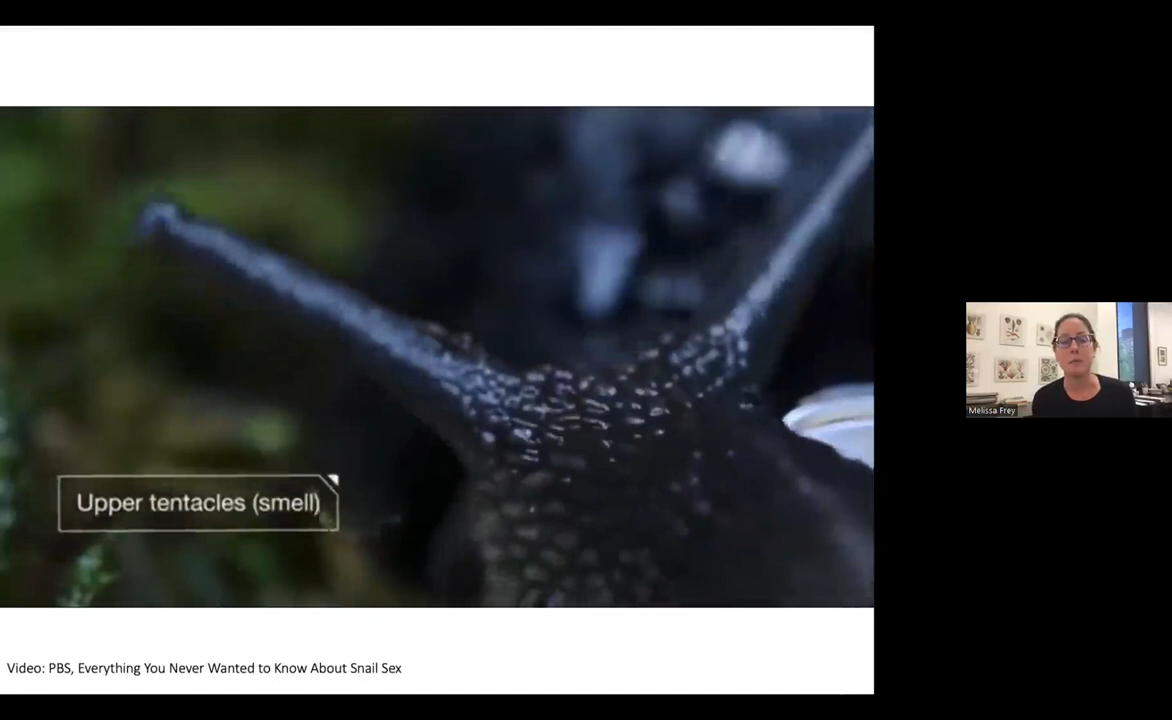 Upper tentacles (smell)
Melissa Frey
Video: PBS, Everything You Never Wanted to Know About Snail Sex